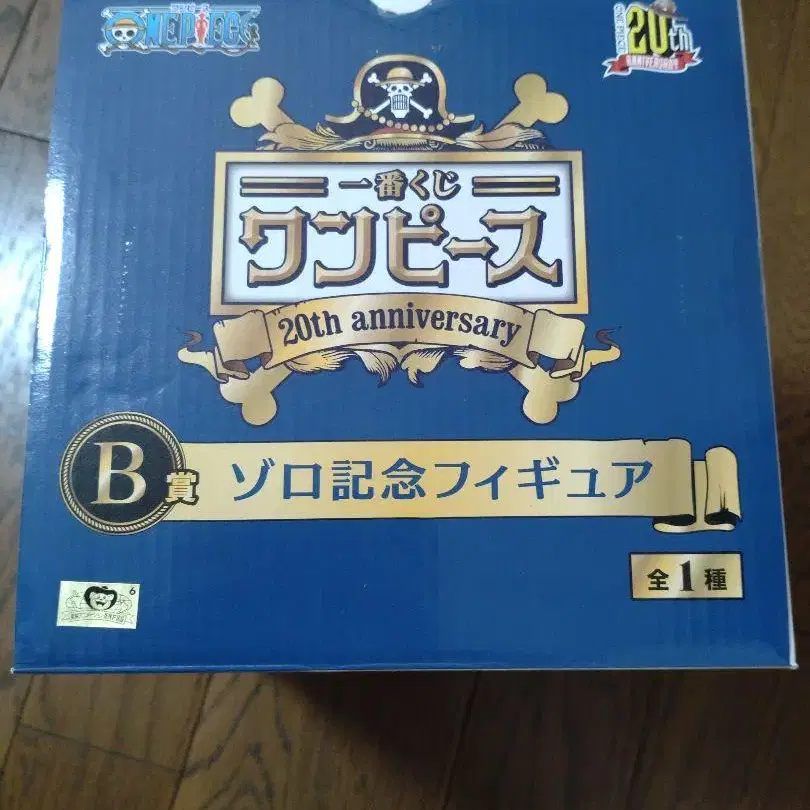 ONE PIECE
20th
ANNIVERSARY
一番くじ
ワンピース
20th anniversary
B賞
ゾロ記念フィギュア
全1種
6